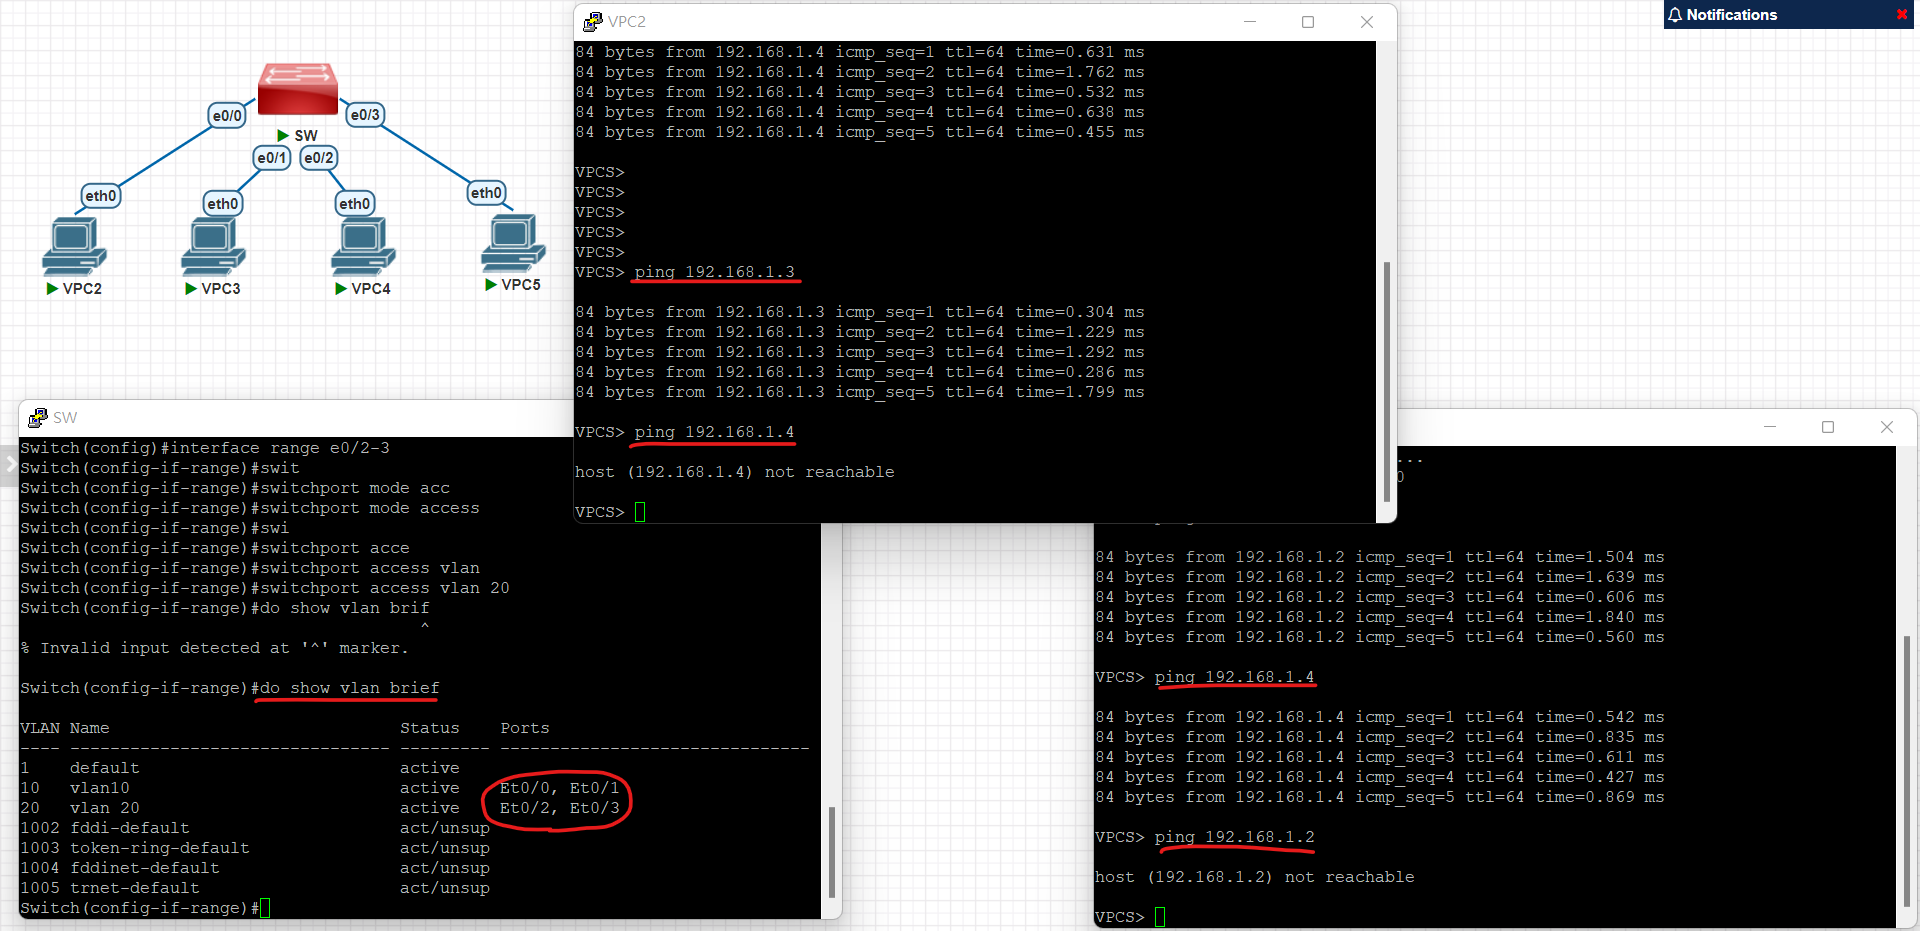 Notifications
e0/0
e0/3
SW
e0/1
e0/2
eth0
eth0
eth0
eth0
VPC2
VPC3
VPC4
VPC5
VPC2
84 bytes from 192.168.1.4 icmp_seq=1 ttl=64 time=0.631 ms
84 bytes from 192.168.1.4 icmp_seq=2 ttl=64 time=1.762 ms
84 bytes from 192.168.1.4 icmp_seq=3 ttl=64 time=0.532 ms
84 bytes from 192.168.1.4 icmp_seq=4 ttl=64 time=0.638 ms
84 bytes from 192.168.1.4 icmp_seq=5 ttl=64 time=0.455 ms
VPCS>
VPCS>
VPCS>
VPCS>
VPCS>
VPCS> ping 192.168.1.3
84 bytes from 192.168.1.3 icmp_seq=1 ttl=64 time=0.304 ms
84 bytes from 192.168.1.3 icmp_seq=2 ttl=64 time=1.229 ms
84 bytes from 192.168.1.3 icmp_seq=3 ttl=64 time=1.292 ms
84 bytes from 192.168.1.3 icmp_seq=4 ttl=64 time=0.286 ms
84 bytes from 192.168.1.3 icmp_seq=5 ttl=64 time=1.799 ms
VPCS> ping 192.168.1.4
host (192.168.1.4) not reachable
VPCS>
SW
Switch(config)#interface range e0/2-3
Switch(config-if-range)#swit
Switch(config-if-range)#switchport mode acc
Switch(config-if-range)#switchport mode access
Switch(config-if-range)#swi
Switch(config-if-range)#switchport acce
Switch(config-if-range)#switchport access vlan
Switch(config-if-range)#switchport access vlan 20
Switch(config-if-range)#do show vlan brif
^
% Invalid input detected at '^' marker.
Switch(config-if-range)#do show vlan brief
VLAN Name Status Ports
---- -------------------------------- --------- -------------------------------
1 default active
10 vlan10 active Et0/0, Et0/1
20 vlan 20 active Et0/2, Et0/3
1002 fddi-default act/unsup
1003 token-ring-default act/unsup
1004 fddinet-default act/unsup
1005 trnet-default act/unsup
Switch(config-if-range)#
...
0
84 bytes from 192.168.1.2 icmp_seq=1 ttl=64 time=1.504 ms
84 bytes from 192.168.1.2 icmp_seq=2 ttl=64 time=1.639 ms
84 bytes from 192.168.1.2 icmp_seq=3 ttl=64 time=0.606 ms
84 bytes from 192.168.1.2 icmp_seq=4 ttl=64 time=1.840 ms
84 bytes from 192.168.1.2 icmp_seq=5 ttl=64 time=0.560 ms
VPCS> ping 192.168.1.4
84 bytes from 192.168.1.4 icmp_seq=1 ttl=64 time=0.542 ms
84 bytes from 192.168.1.4 icmp_seq=2 ttl=64 time=0.835 ms
84 bytes from 192.168.1.4 icmp_seq=3 ttl=64 time=0.611 ms
84 bytes from 192.168.1.4 icmp_seq=4 ttl=64 time=0.427 ms
84 bytes from 192.168.1.4 icmp_seq=5 ttl=64 time=0.869 ms
VPCS> ping 192.168.1.2
host (192.168.1.2) not reachable
VPCS>